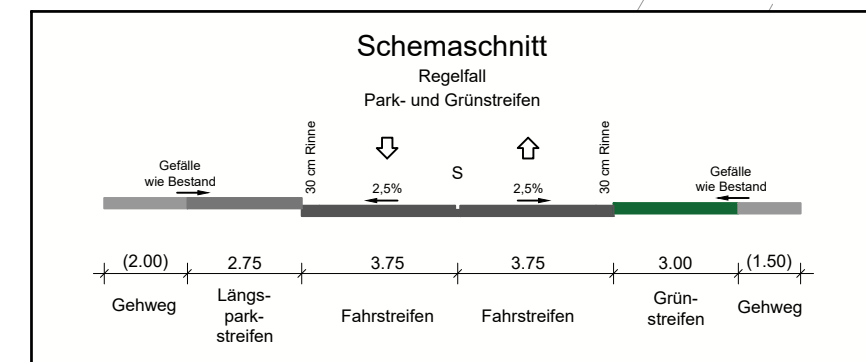 Schemaschnitt
Regelfall
Park- und Grünstreifen
30 cm Rinne
30 cm Rinne
S
Gefälle
wie Bestand
2,5%
2,5%
Gefälle
wie Bestand
(2.00)
2.75
3.75
3.75
3.00
(1.50)
Gehweg
Längs-
park-
streifen
Fahrstreifen
Fahrstreifen
Grün-
streifen
Gehweg